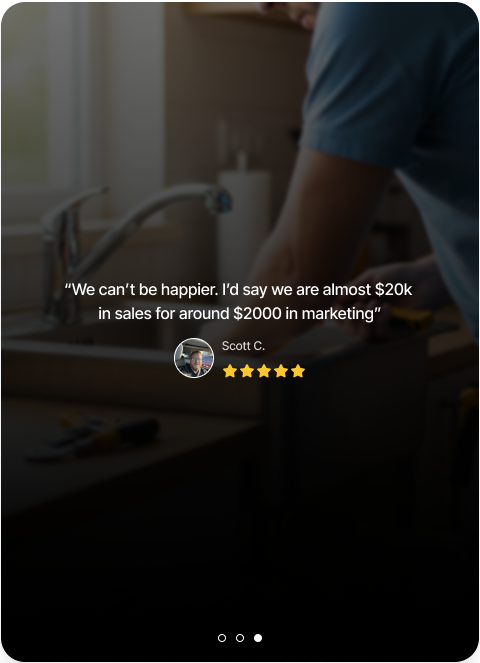 “We can’t be happier. I’d say we are almost $20k
in sales for around $2000 in marketing”
Scott C.